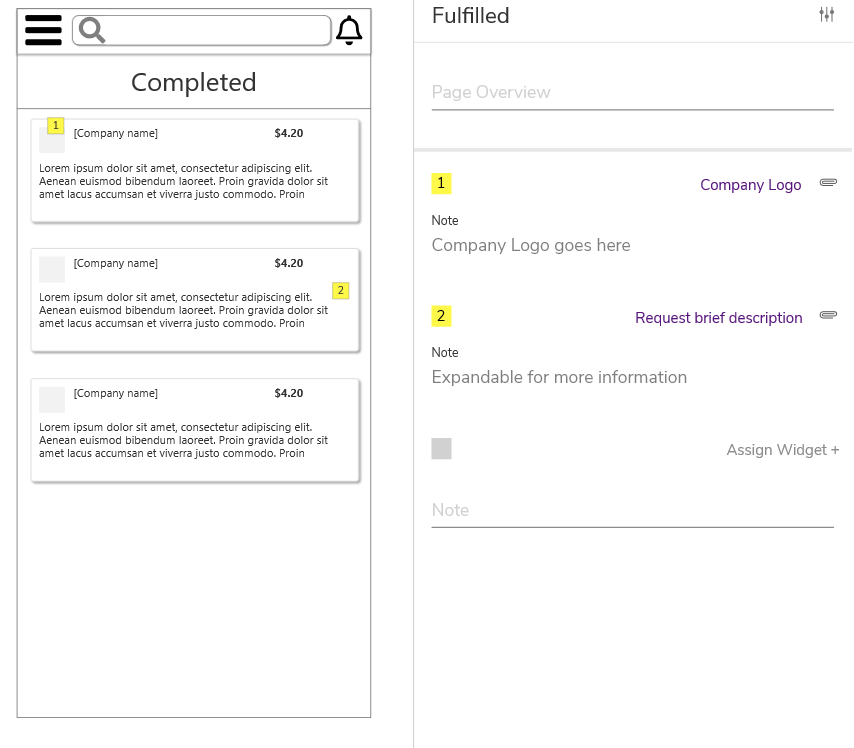 Completed
1
[Company name] $4.20
Lorem ipsum dolor sit amet, consectetur adipiscing elit.
Aenean euismod bibendum laoreet. Proin gravida dolor sit
amet lacus accumsan et viverra justo commodo. Proin
[Company name] $4.20
2
Lorem ipsum dolor sit amet, consectetur adipiscing elit.
Aenean euismod bibendum laoreet. Proin gravida dolor sit
amet lacus accumsan et viverra justo commodo. Proin
[Company name] $4.20
Lorem ipsum dolor sit amet, consectetur adipiscing elit.
Aenean euismod bibendum laoreet. Proin gravida dolor sit
amet lacus accumsan et viverra justo commodo. Proin
Fulfilled
Page Overview
1 Company Logo
Note
Company Logo goes here
2 Request brief description
Note
Expandable for more information
Assign Widget +
Note